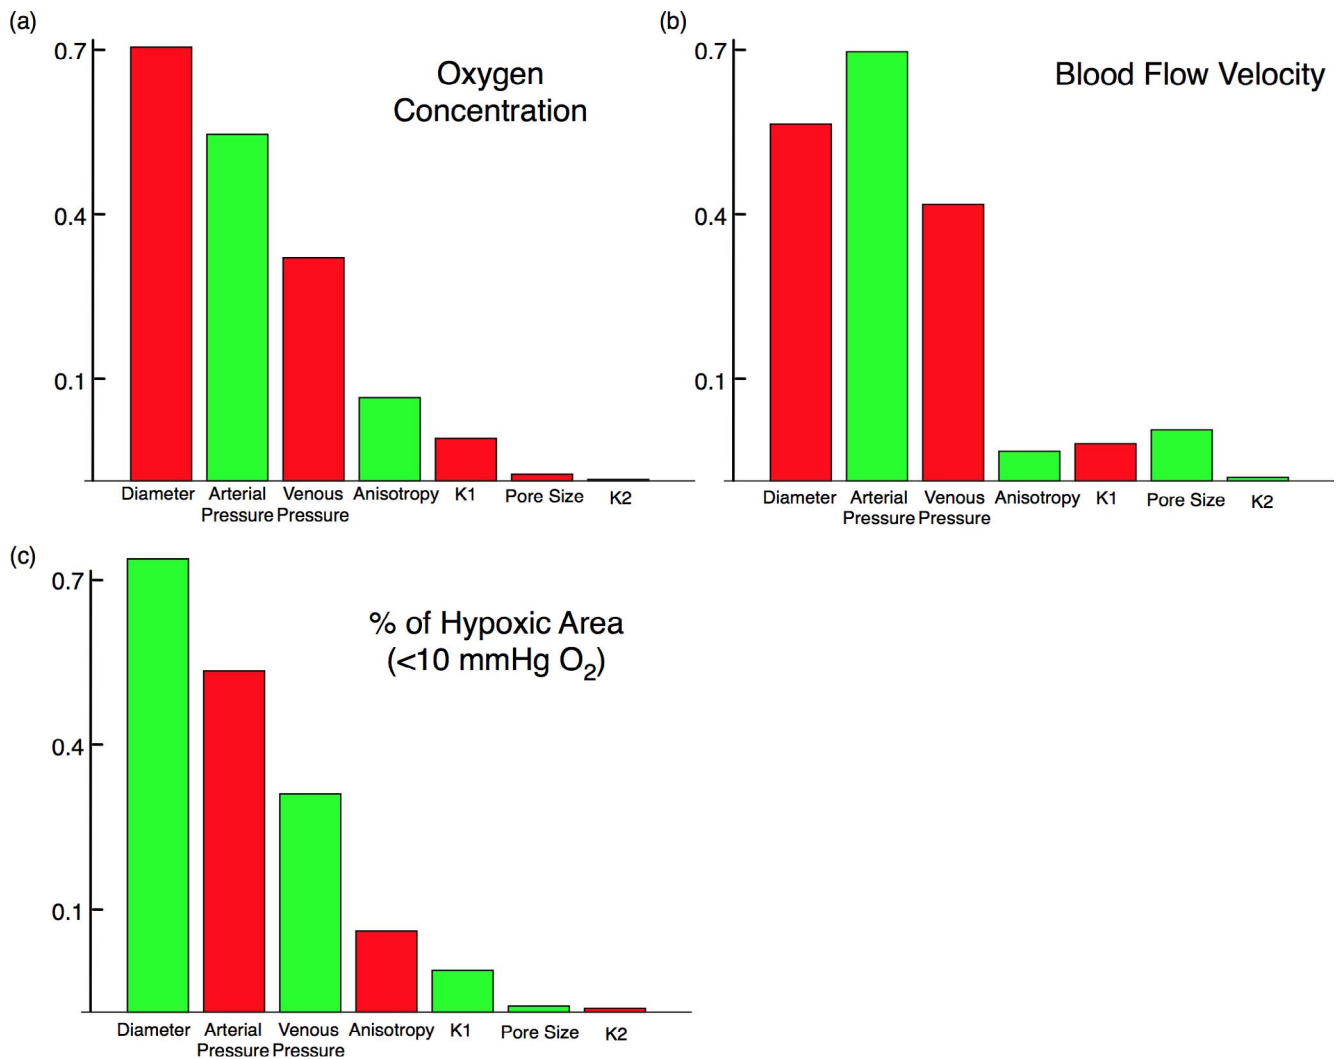 (a)
Oxygen
Concentration
0.7
0.4
0.1
Diameter Arterial Venous Anisotropy K1 Pore Size K2
Pressure Pressure
(b)
Blood Flow Velocity
0.7
0.4
0.1
Diameter Arterial Venous Anisotropy K1 Pore Size K2
Pressure Pressure
(c)
% of Hypoxic Area
(<10 mmHg O₂)
0.7
0.4
0.1
Diameter Arterial Venous Anisotropy K1 Pore Size K2
Pressure Pressure